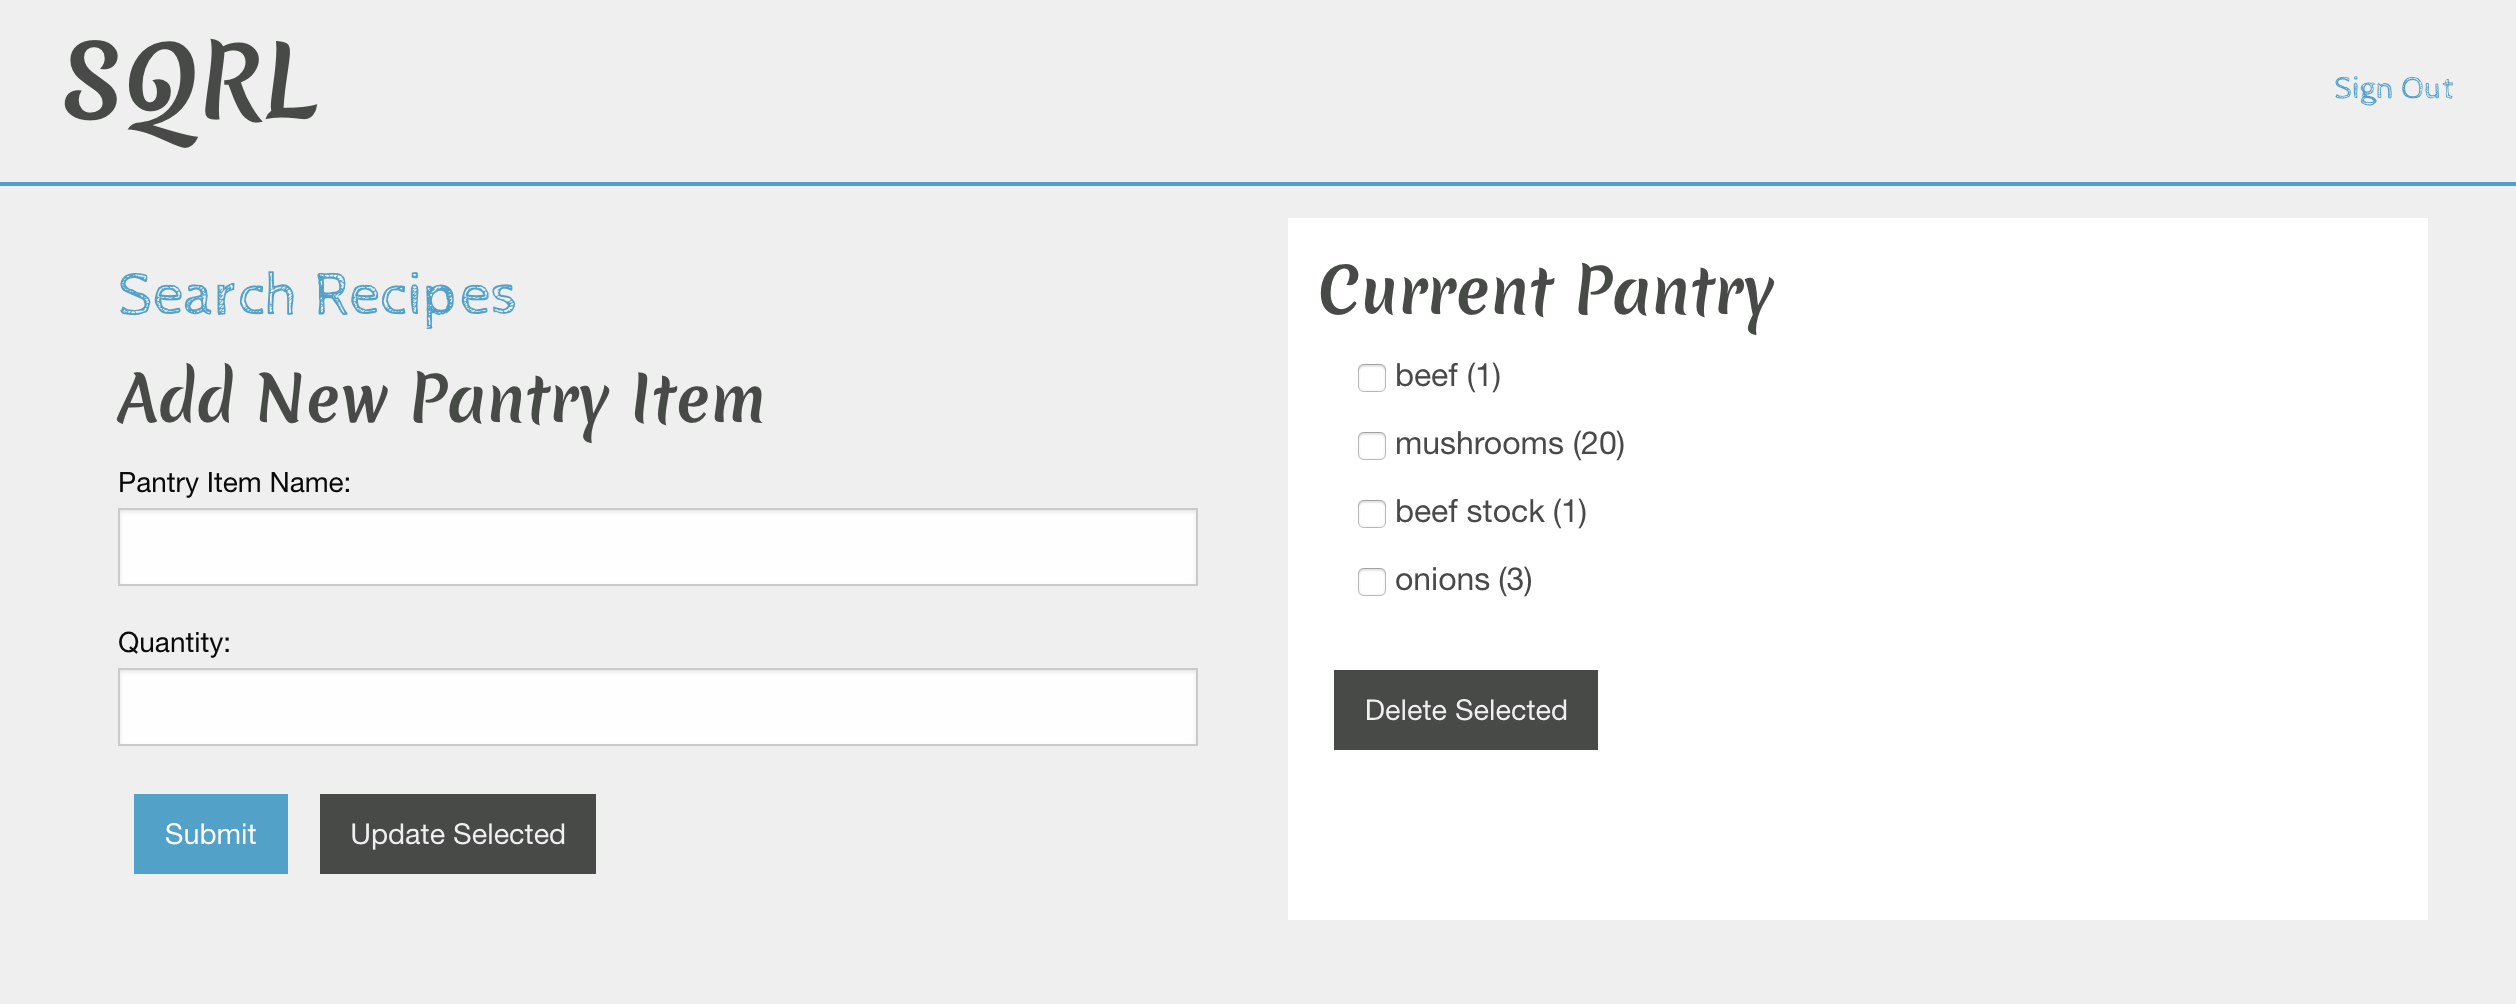 SQRL
Sign Out
Search Recipes
Add New Pantry Item
Pantry Item Name:
Quantity:
Submit
Update Selected
Current Pantry
beef (1)
mushrooms (20)
beef stock (1)
onions (3)
Delete Selected